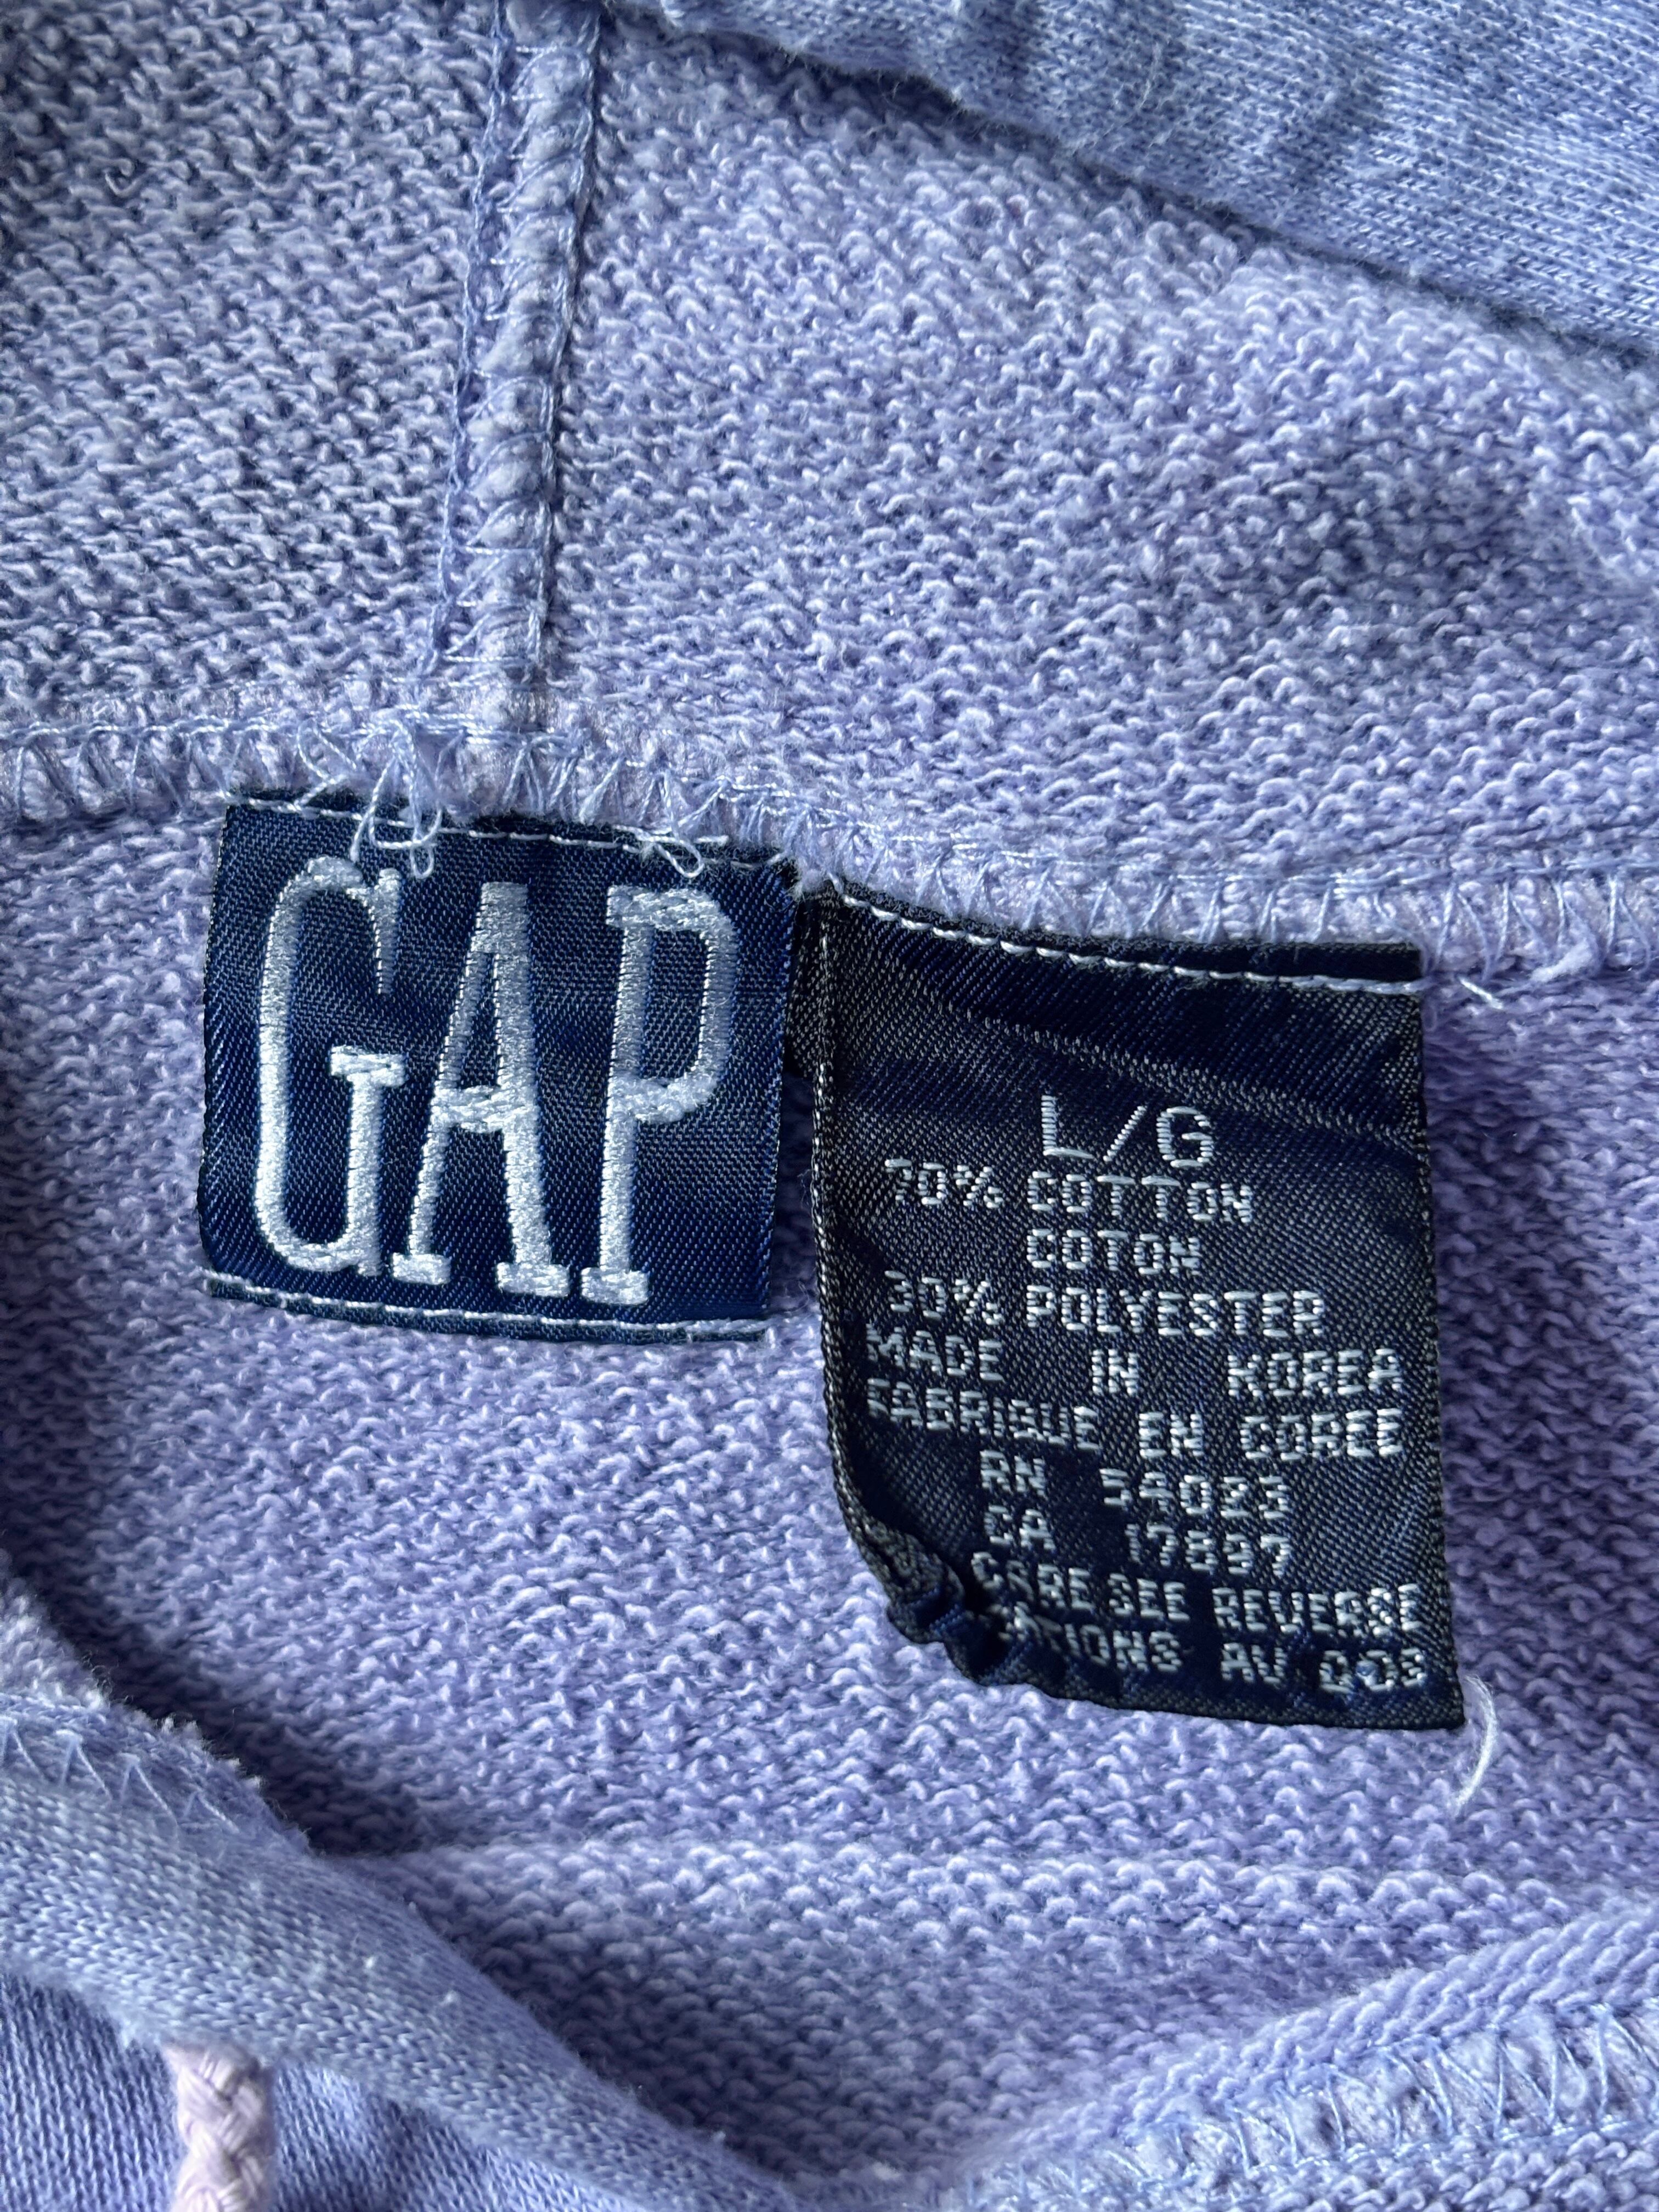 GAP
L/G
70% COTTON
COTON
30% POLYESTER
MADE IN KOREA
FABRIQUE EN COREE
RN 54023
CA 17897
CARE SEE REVERSE
AU DOS